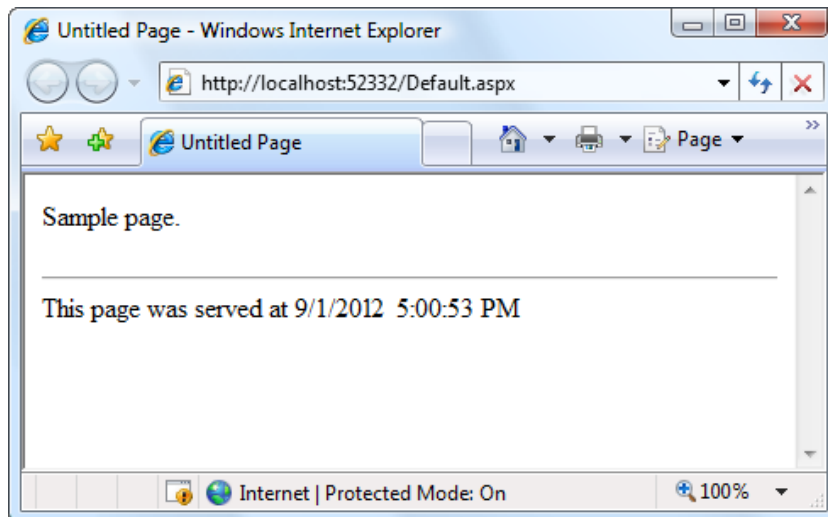 Untitled Page - Windows Internet Explorer
http://localhost:52332/Default.aspx
Untitled Page
Page
Sample page.
This page was served at 9/1/2012  5:00:53 PM
Internet | Protected Mode: On
100%